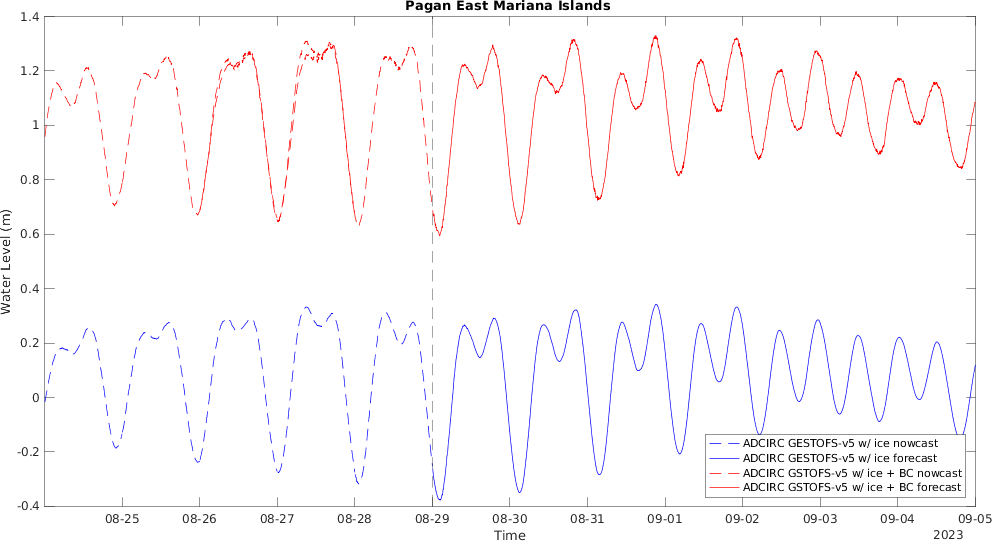 Pagan East Mariana Islands
1.4
1.2
1
0.8
0.6
0.4
0.2
0
-0.2
-0.4
Water Level (m)
ADCIRC GESTOFS-v5 w/ ice nowcast
ADCIRC GESTOFS-v5 w/ ice forecast
ADCIRC GSTOFS-v5 w/ ice + BC nowcast
ADCIRC GSTOFS-v5 w/ ice + BC forecast
08-25 08-26 08-27 08-28 08-29 08-30 08-31 09-01 09-02 09-03 09-04 09-05
Time
2023